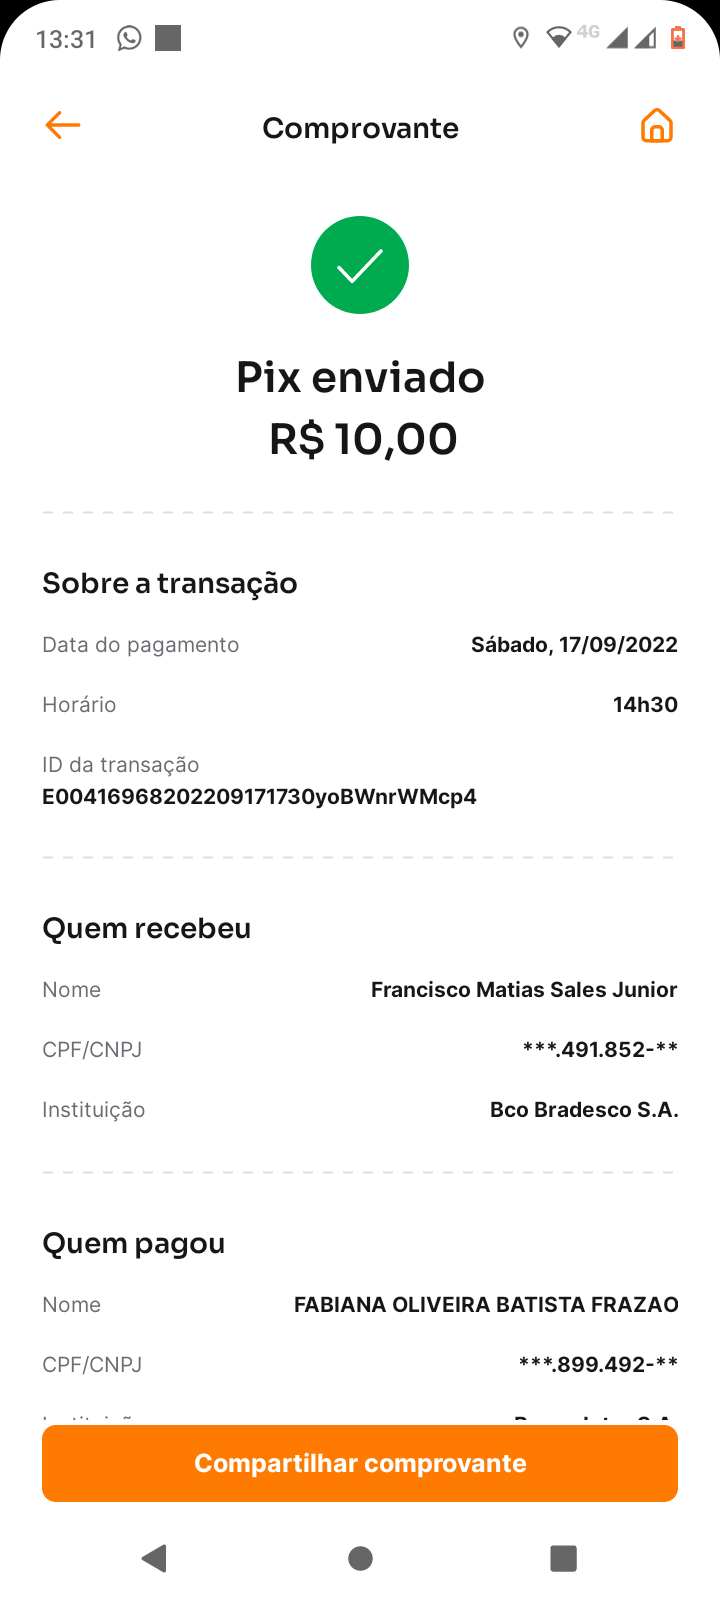 13:31
4G
Comprovante
Pix enviado
R$ 10,00
Sobre a transação
Data do pagamento Sábado, 17/09/2022
Horário 14h30
ID da transação
E00416968202209171730yoBWnrWMcp4
Quem recebeu
Nome Francisco Matias Sales Junior
CPF/CNPJ ***.491.852-**
Instituição Bco Bradesco S.A.
Quem pagou
Nome FABIANA OLIVEIRA BATISTA FRAZAO
CPF/CNPJ ***.899.492-**
Compartilhar comprovante